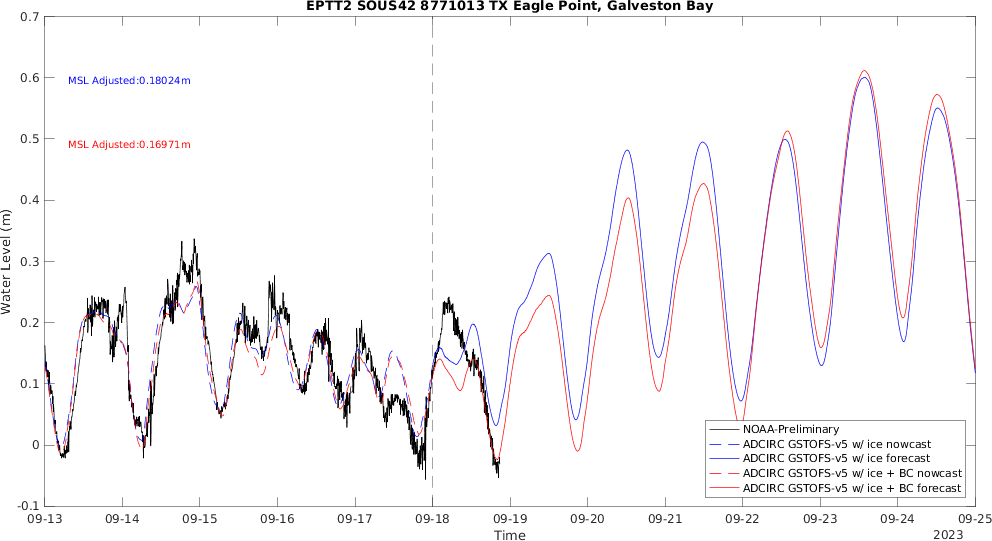 EPTT2 SOUS42 8771013 TX Eagle Point, Galveston Bay
0.7
0.6
0.5
0.4
0.3
0.2
0.1
0
-0.1
Water Level (m)
MSL Adjusted:0.18024m
MSL Adjusted:0.16971m
NOAA-Preliminary
ADCIRC GSTOFS-v5 w/ ice nowcast
ADCIRC GSTOFS-v5 w/ ice forecast
ADCIRC GSTOFS-v5 w/ ice + BC nowcast
ADCIRC GSTOFS-v5 w/ ice + BC forecast
09-13 09-14 09-15 09-16 09-17 09-18 09-19 09-20 09-21 09-22 09-23 09-24 09-25
Time
2023